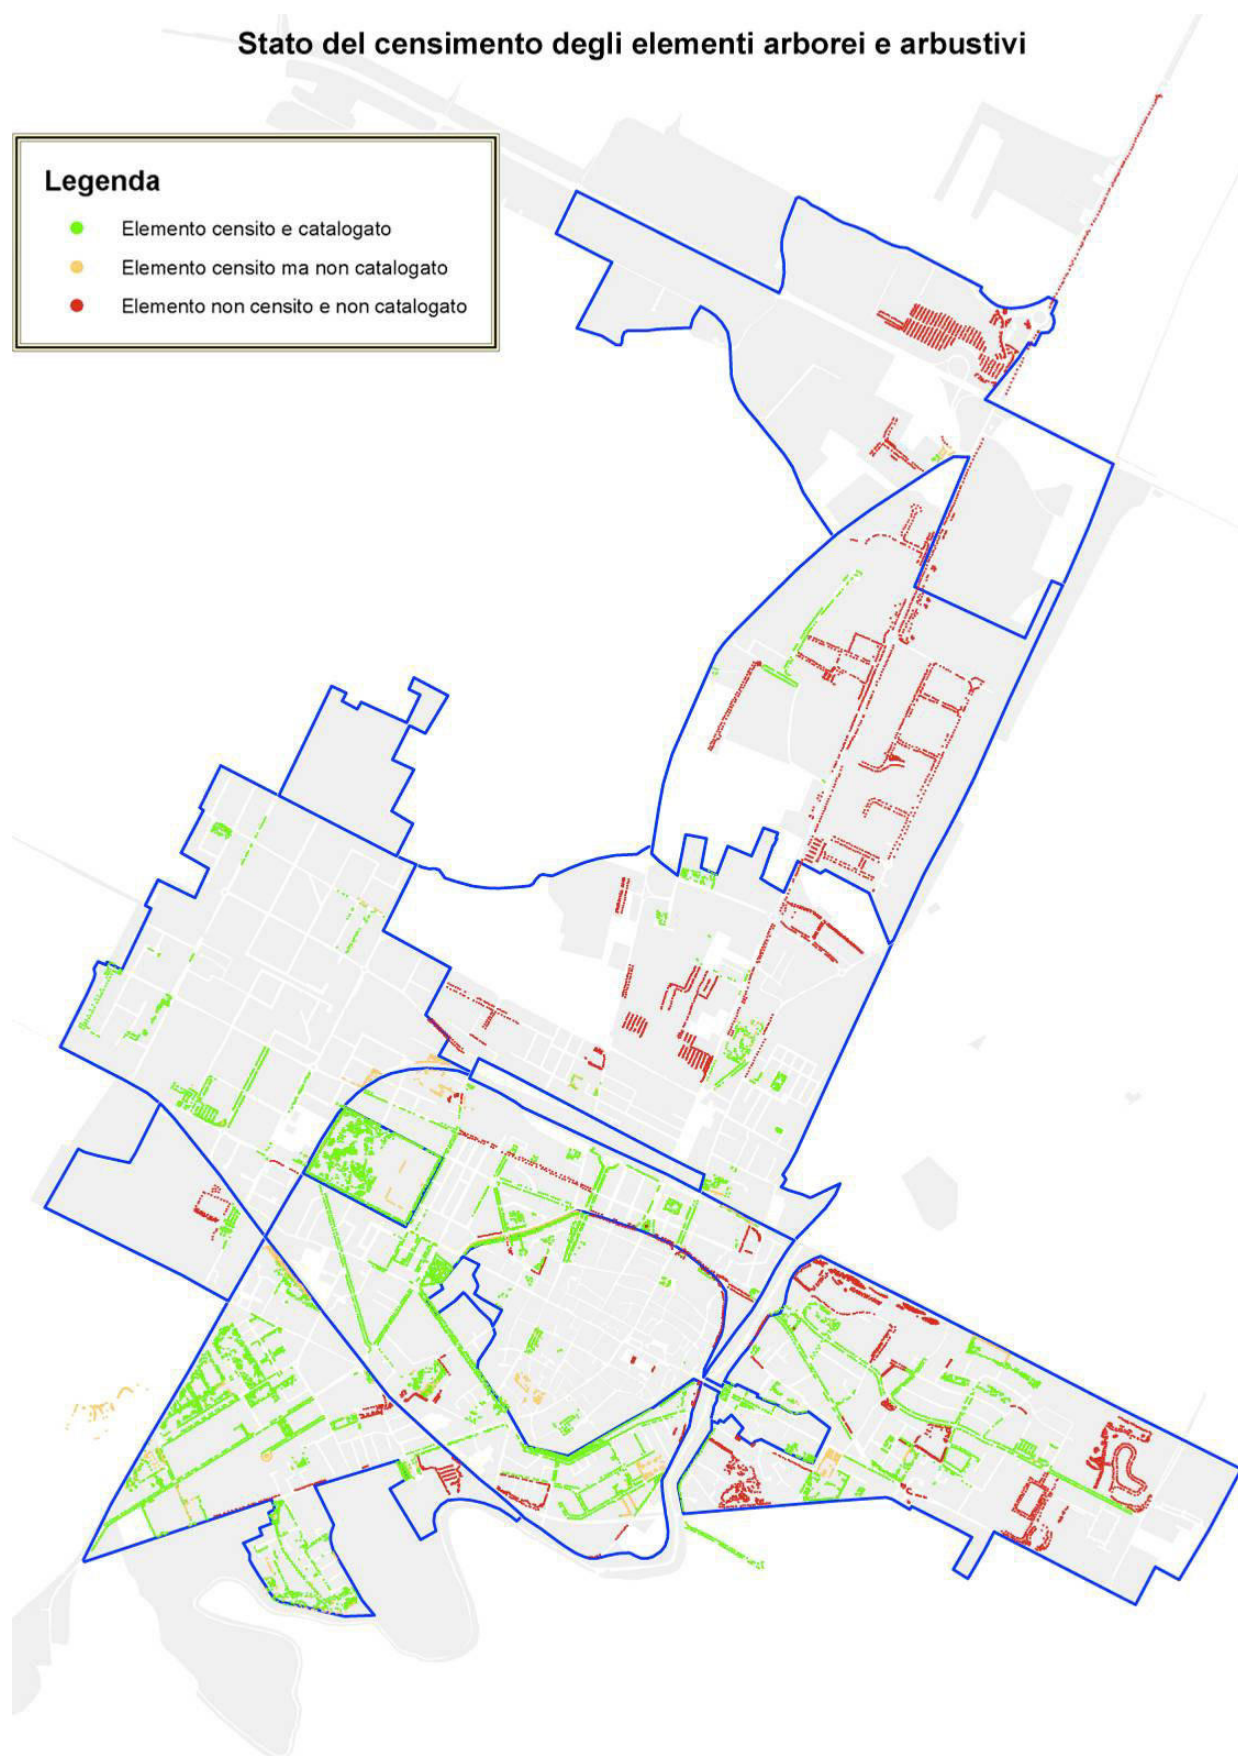 Stato del censimento degli elementi arborei e arbustivi
Legenda
Elemento censito e catalogato
Elemento censito ma non catalogato
Elemento non censito e non catalogato